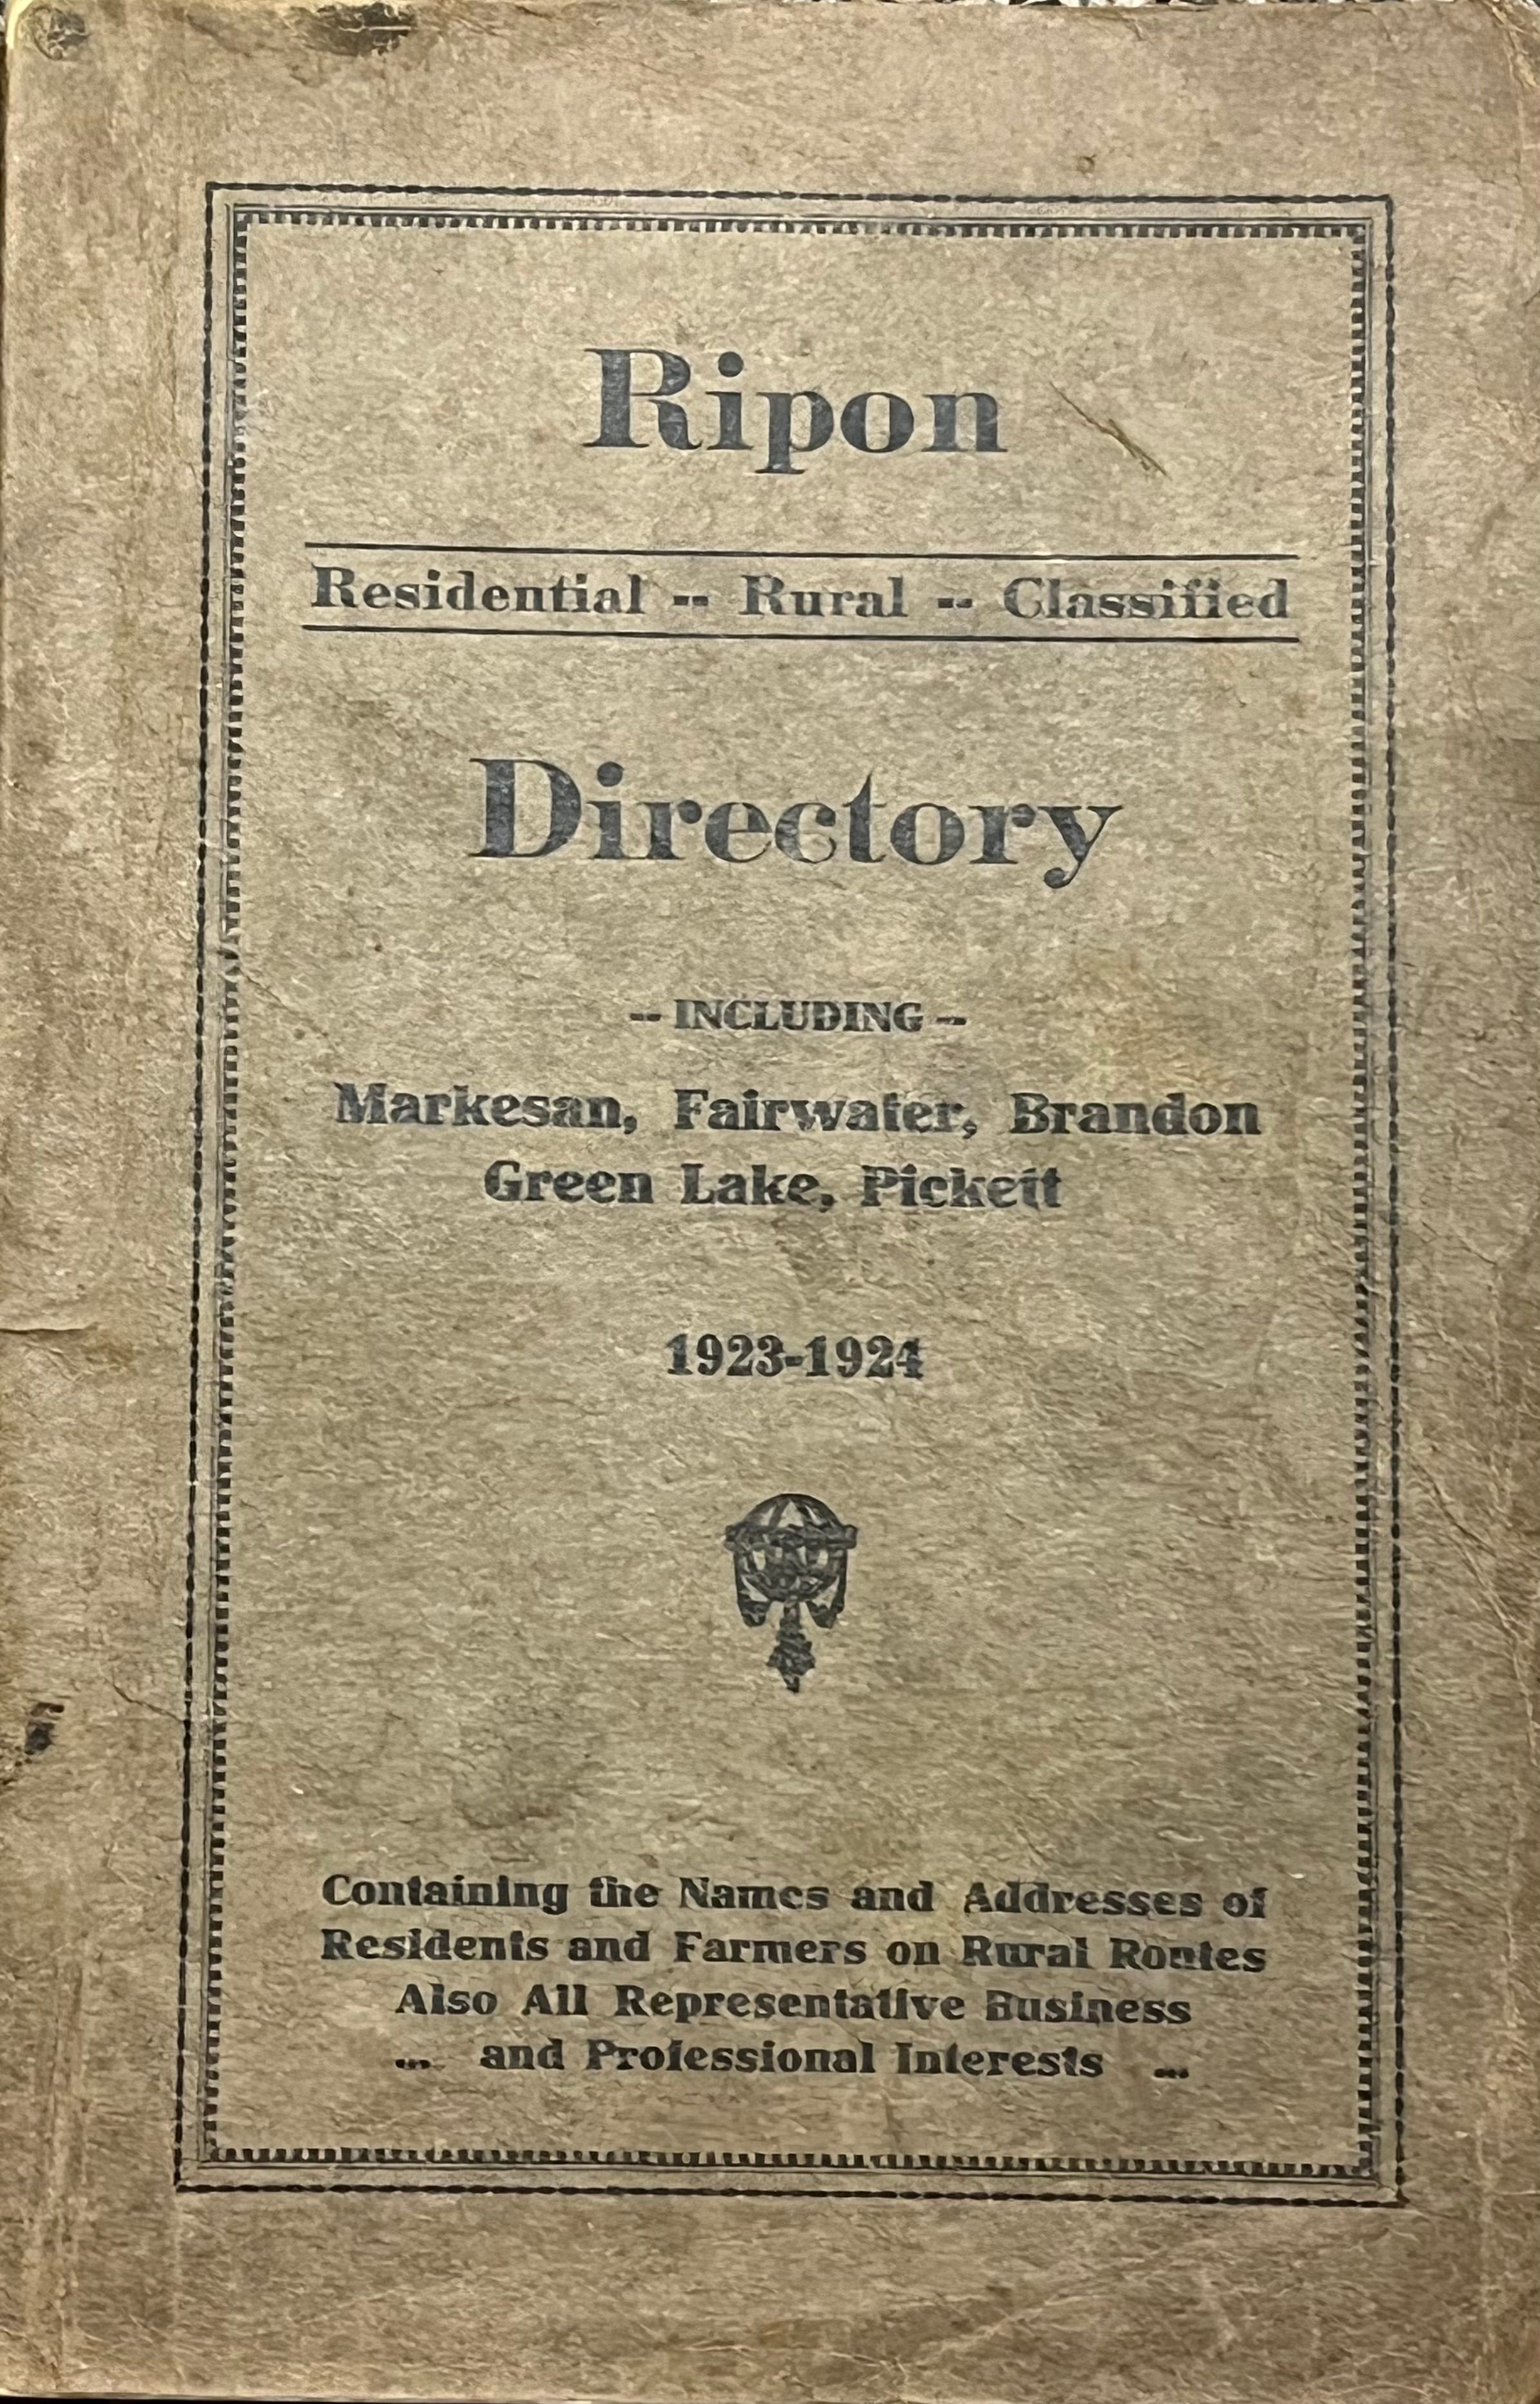 Ripon
Residential -- Rural -- Classified
Directory
-- INCLUDING --
Markesan, Fairwater, Brandon
Green Lake, Pickett
1923-1924
Containing the Names and Addresses of
Residents and Farmers on Rural Routes
Also All Representative Business
... and Professional Interests ...